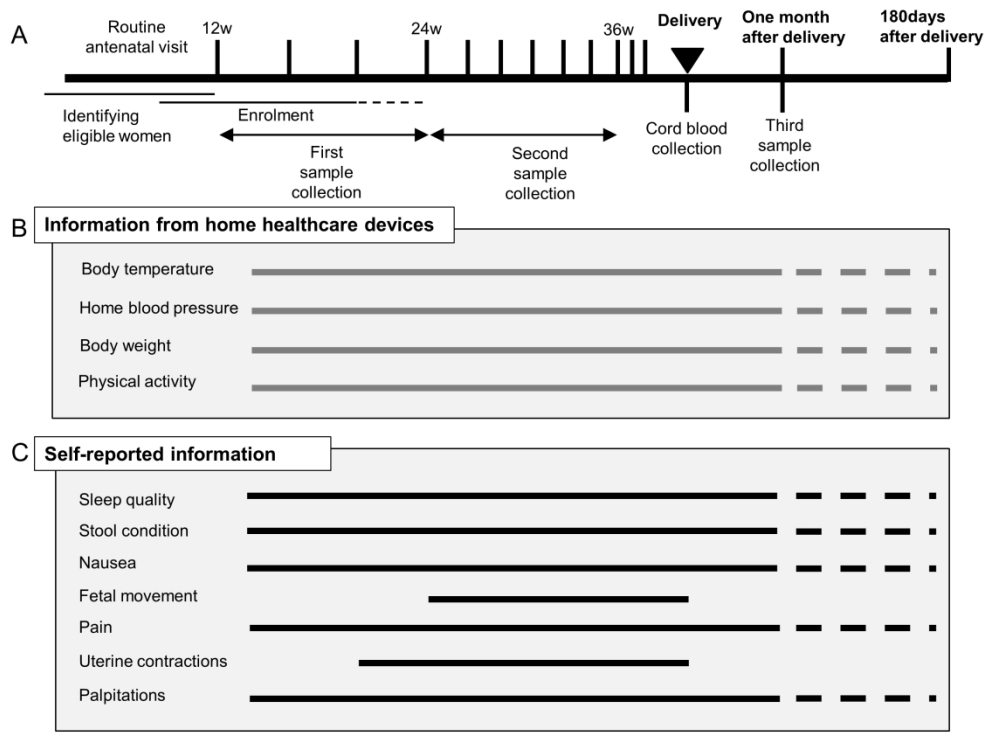 A
Routine
antenatal visit
12w
24w
36w
Delivery
One month
after delivery
180days
after delivery
Identifying
eligible women
Enrolment
First
sample
collection
Second
sample
collection
Cord blood
collection
Third
sample
collection
B
Information from home healthcare devices
Body temperature
Home blood pressure
Body weight
Physical activity
C
Self-reported information
Sleep quality
Stool condition
Nausea
Fetal movement
Pain
Uterine contractions
Palpitations